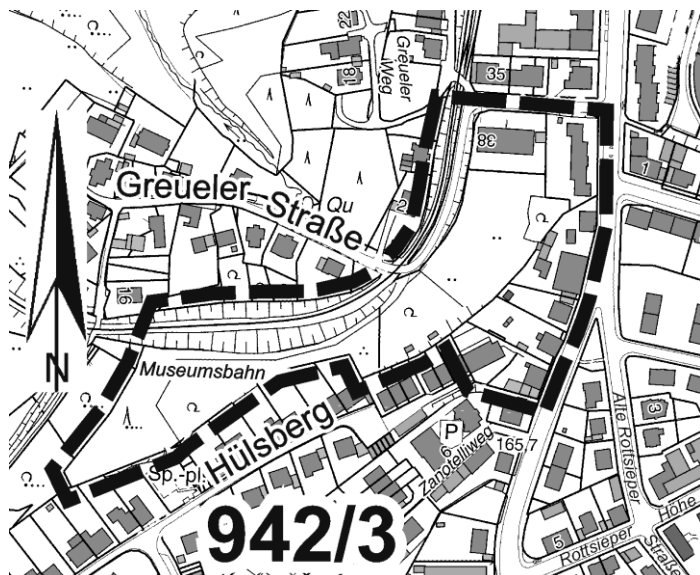 22
Greueler
Weg
18
35
38
1
Greueler Straße
Qu
2
16
N
Museumsbahn
Hülsberg
Sp.-pl.
P
6
Zanolliweg
165,7
Alte Rottsieper
3
Höhe
5
Rottsieper
Straße
942/3